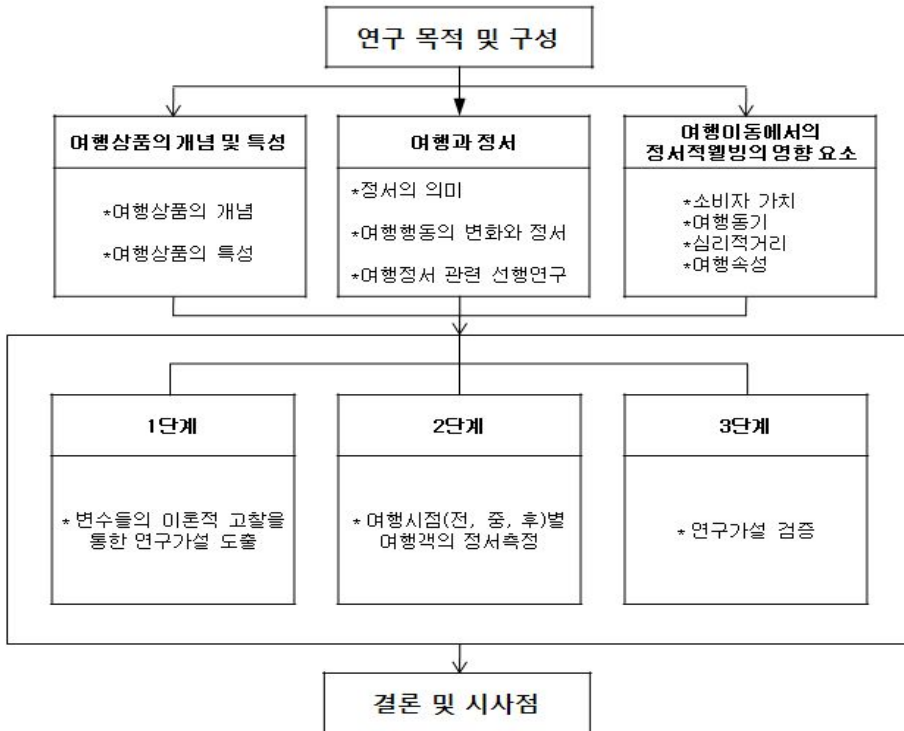 연구 목적 및 구성
여행상품의 개념 및 특성
*여행상품의 개념
*여행상품의 특성
여행과 정서
*정서의 의미
*여행행동의 변화와 정서
*여행정서 관련 선행연구
여행이동에서의
정서적웰빙의 영향 요소
*소비자 가치
*여행동기
*심리적거리
*여행속성
1단계
* 변수들의 이론적 고찰을
통한 연구가설 도출
2단계
* 여행시점(전, 중, 후)별
여행객의 정서측정
3단계
* 연구가설 검증
결론 및 시사점